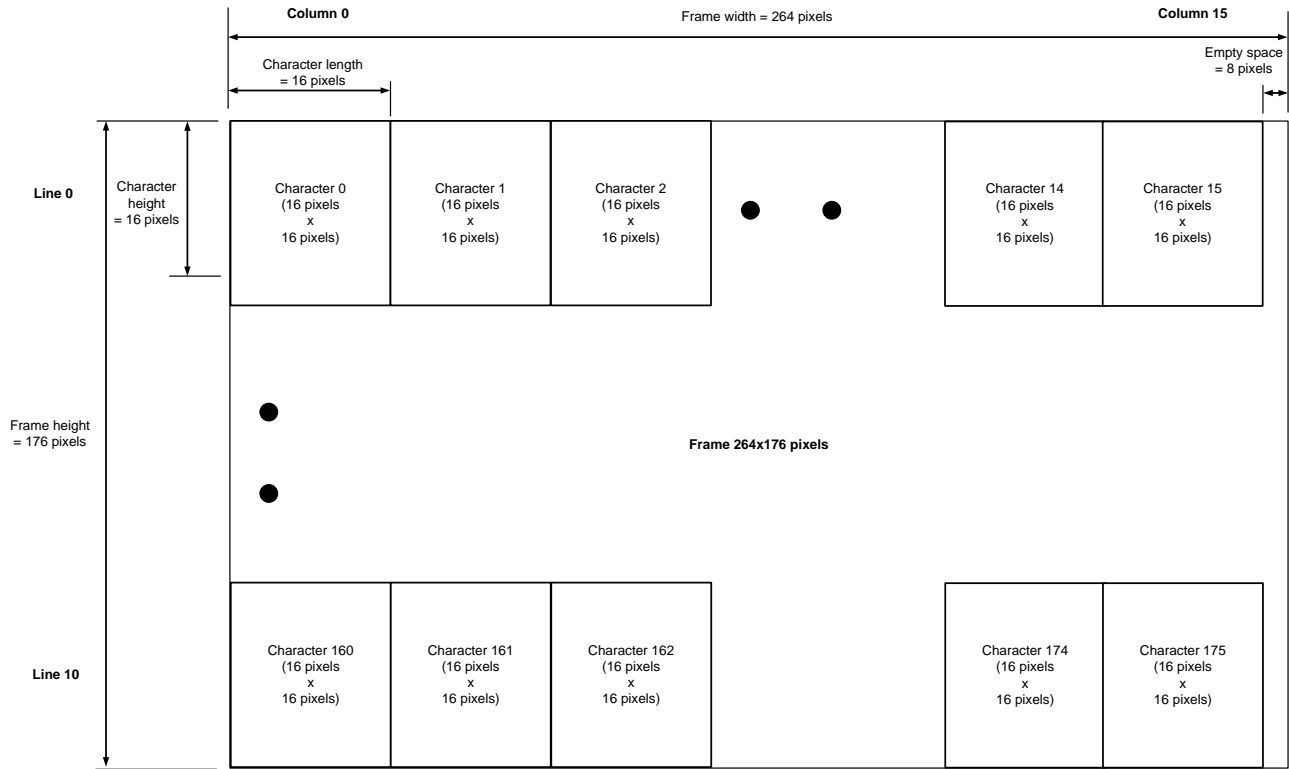 Column 0
Frame width = 264 pixels
Column 15
Empty space
= 8 pixels
Character length
= 16 pixels
Line 0
Character
height
= 16 pixels
Character 0
(16 pixels
x
16 pixels)
Character 1
(16 pixels
x
16 pixels)
Character 2
(16 pixels
x
16 pixels)
Character 14
(16 pixels
x
16 pixels)
Character 15
(16 pixels
x
16 pixels)
Frame height
= 176 pixels
Frame 264x176 pixels
Line 10
Character 160
(16 pixels
x
16 pixels)
Character 161
(16 pixels
x
16 pixels)
Character 162
(16 pixels
x
16 pixels)
Character 174
(16 pixels
x
16 pixels)
Character 175
(16 pixels
x
16 pixels)